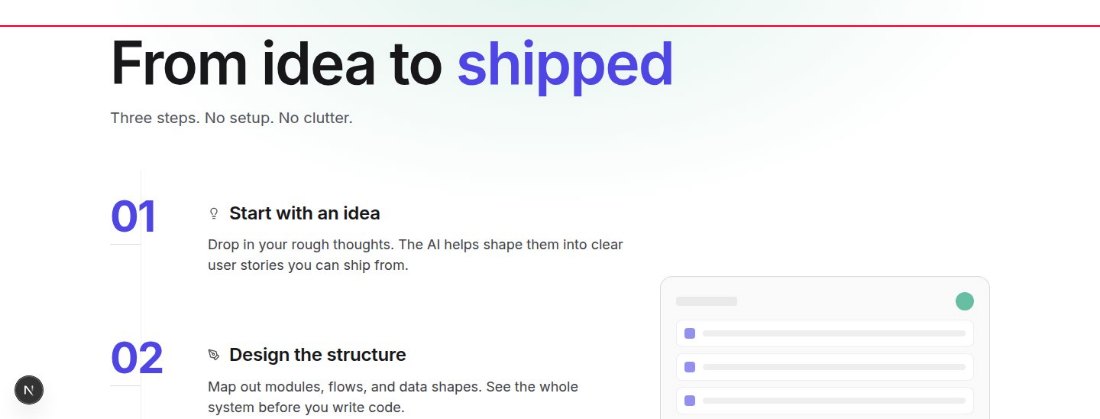 From idea to shipped
Three steps. No setup. No clutter.
01
Start with an idea
Drop in your rough thoughts. The AI helps shape them into clear
user stories you can ship from.
02
Design the structure
Map out modules, flows, and data shapes. See the whole
system before you write code.
N